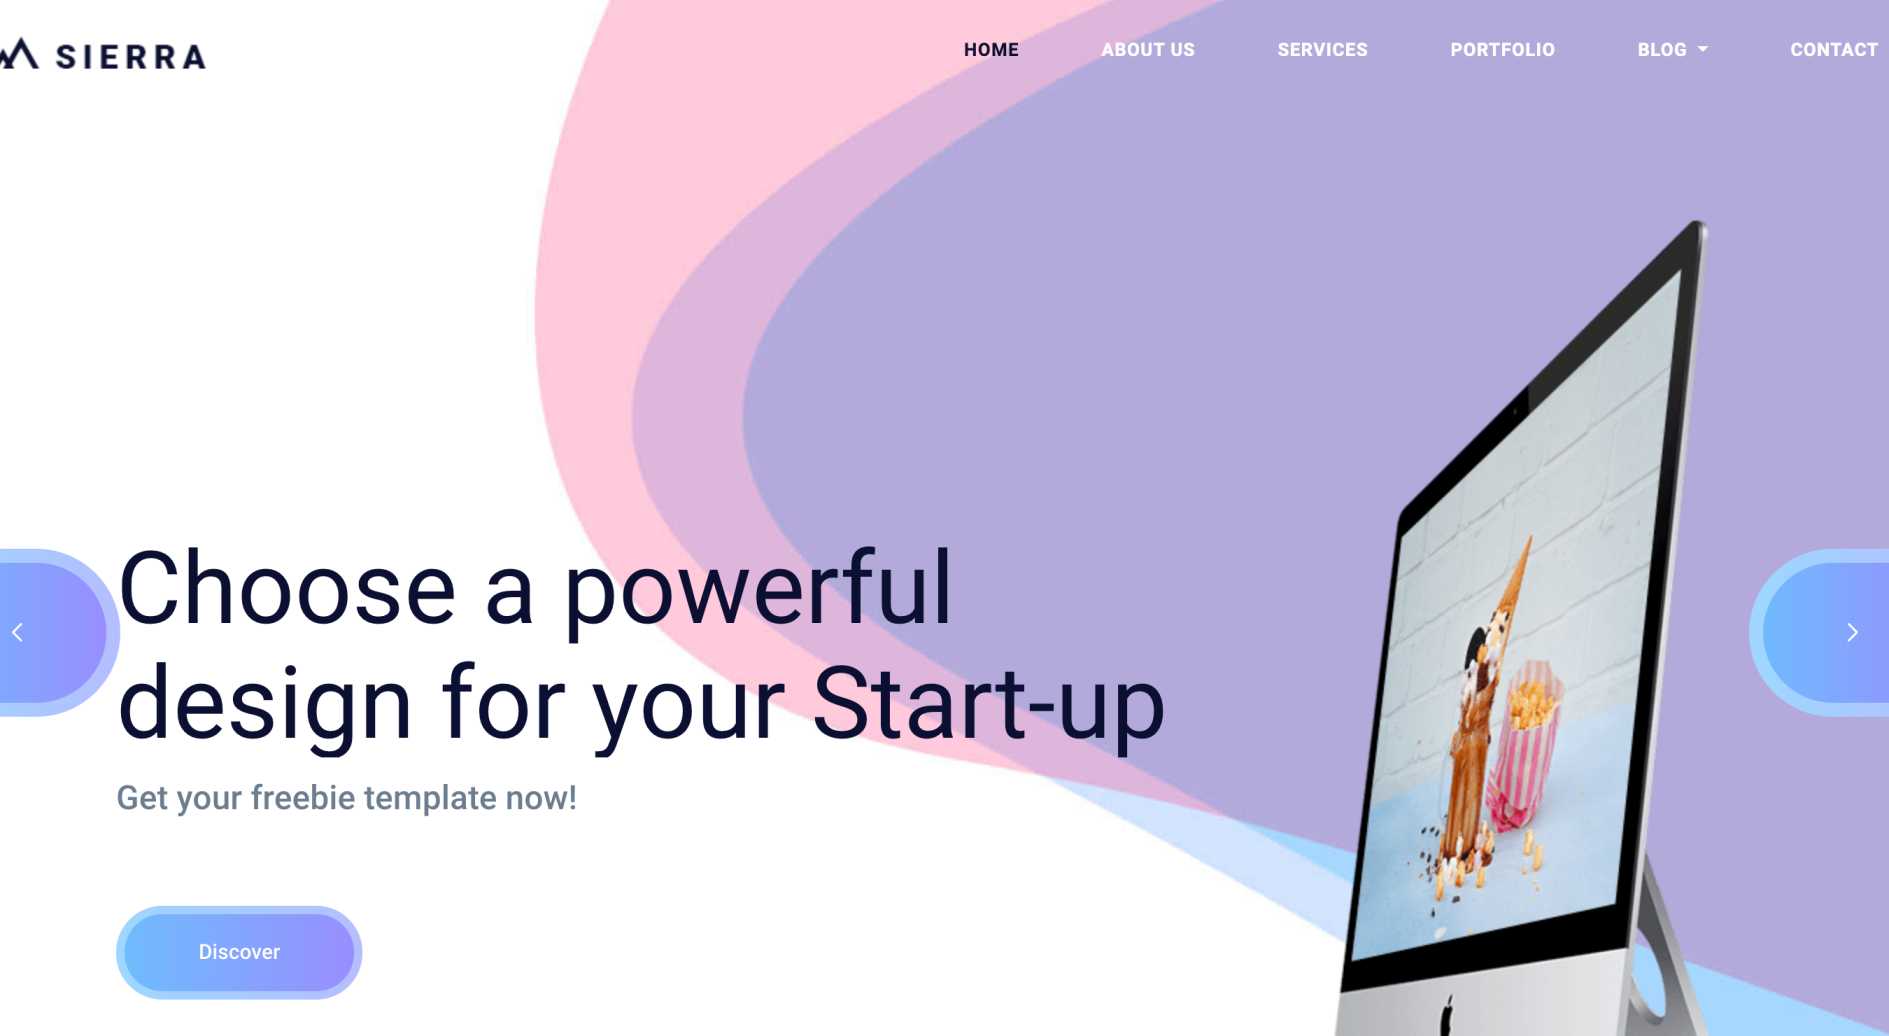 SIERRA
HOME ABOUT US SERVICES PORTFOLIO BLOG CONTACT
Choose a powerful
design for your Start-up
Get your freebie template now!
Discover